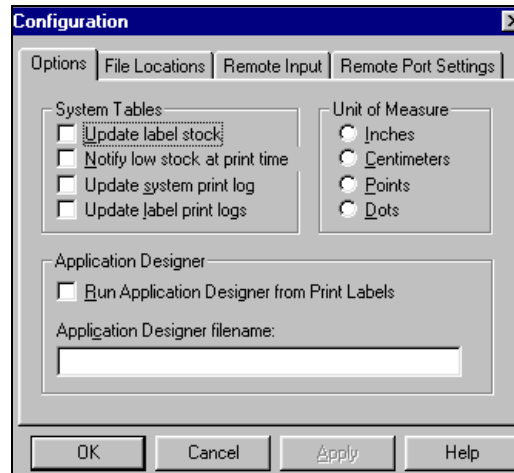 Configuration
Options File Locations Remote Input Remote Port Settings
System Tables
Update label stock
Notify low stock at print time
Update system print log
Update label print logs
Unit of Measure
Inches
Centimeters
Points
Dots
Application Designer
Run Application Designer from Print Labels
Application Designer filename:
OK Cancel Apply Help